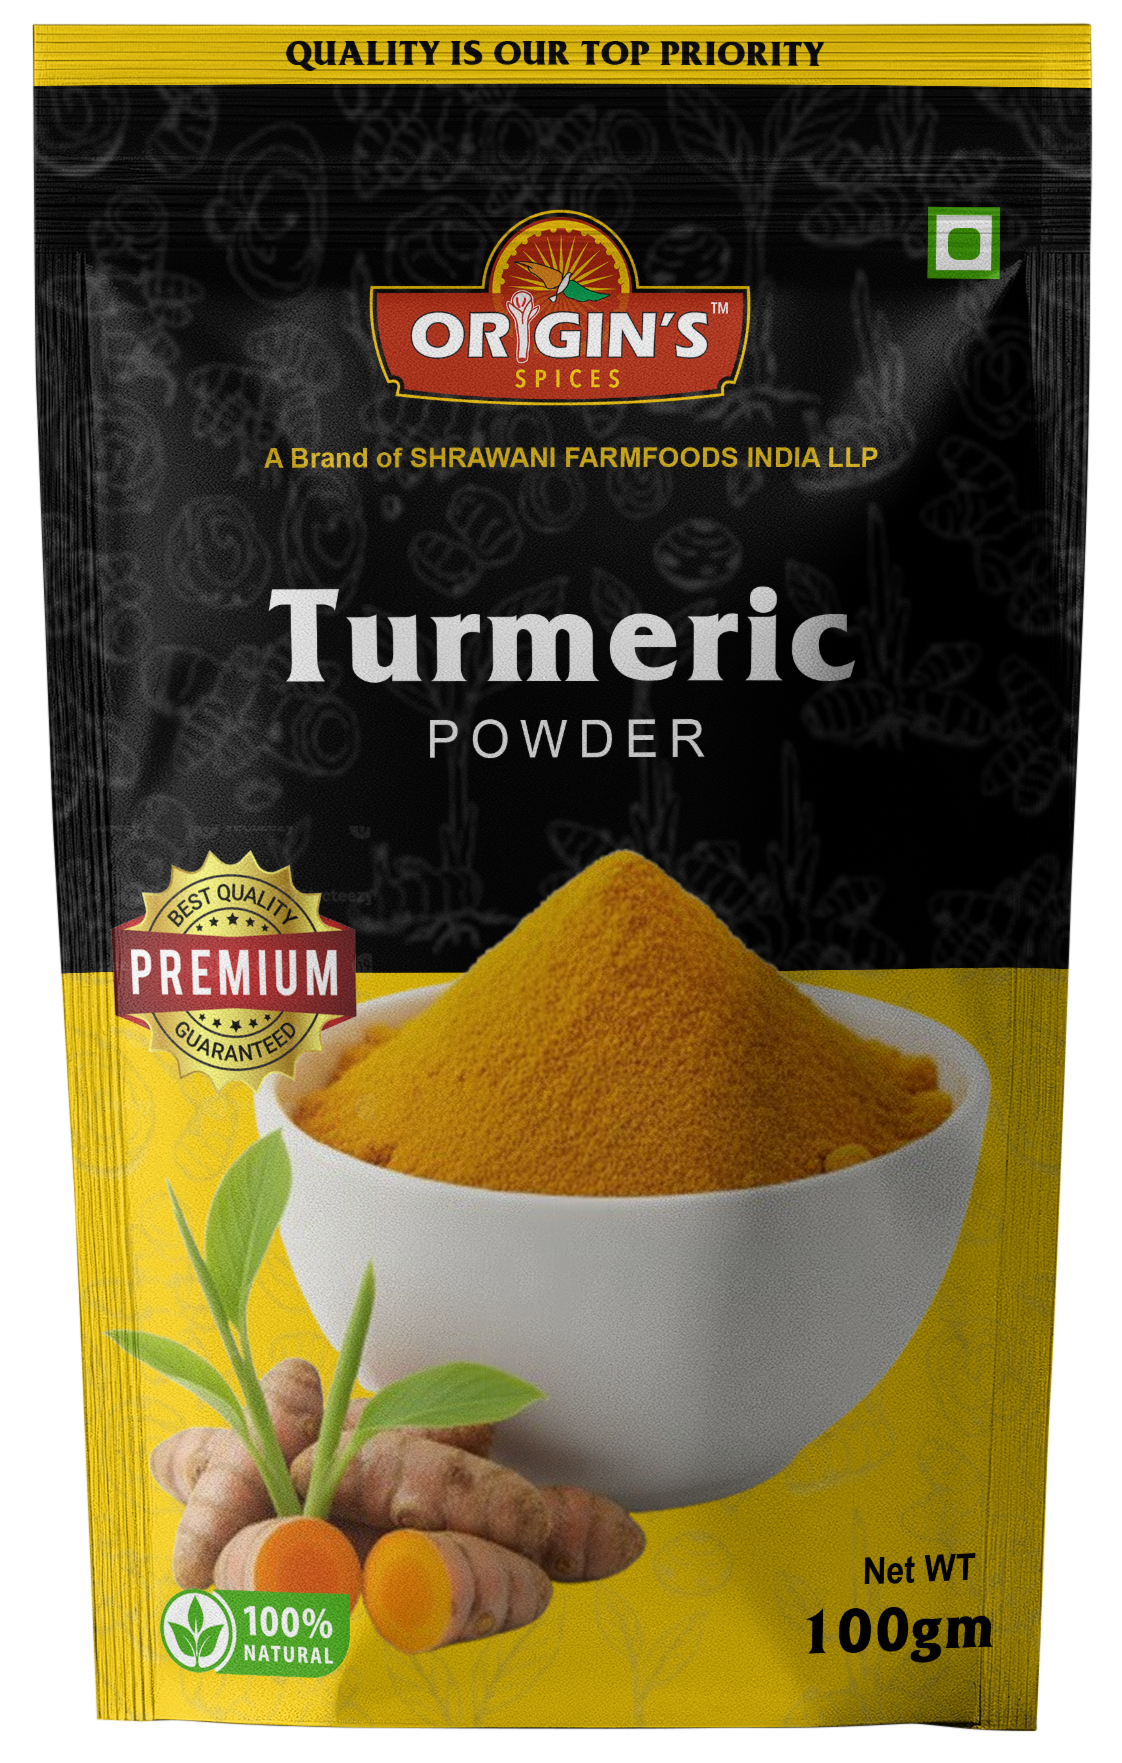 QUALITY IS OUR TOP PRIORITY
ORIGIN'S™
SPICES
A Brand of SHRAWANI FARMFOODS INDIA LLP
Turmeric
POWDER
BEST QUALITY
PREMIUM
GUARANTEED
100%
NATURAL
Net WT
100gm